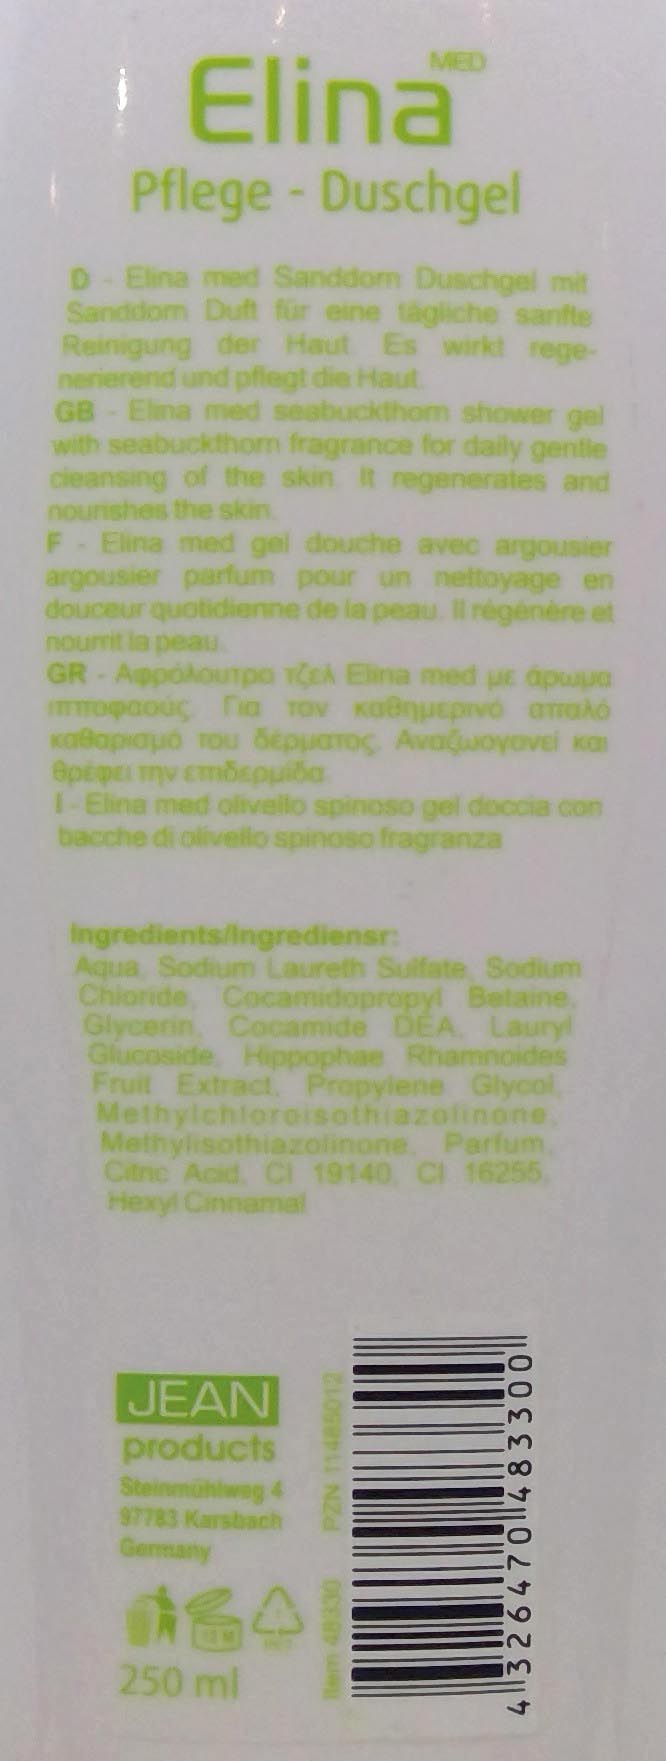 Elina MED
Pflege - Duschgel
D - Elina med Sanddorn Duschgel mit
Sanddorn Duft für eine tägliche sanfte
Reinigung der Haut. Es wirkt rege-
nerierend und pflegt die Haut.
GB - Elina med seabuckthorn shower gel
with seabuckthorn fragrance for daily gentle
cleansing of the skin. It regenerates and
nourishes the skin.
F - Elina med gel douche avec argousier
argousier parfum pour un nettoyage en
douceur quotidienne de la peau. Il régénère et
nourrit la peau.
GR - Αφρόλουτρο τζελ Elina med με άρωμα
ιπποφαούς. Για τον καθημερινό απαλό
καθαρισμό του δέρματος. Αναζωογονεί και
θρέφει την επιδερμίδα.
I - Elina med olivello spinoso gel doccia con
bacche di olivello spinoso fragranza
Ingredients/Ingrediensr:
Aqua, Sodium Laureth Sulfate, Sodium
Chloride, Cocamidopropyl Betaine,
Glycerin, Cocamide DEA, Lauryl
Glucoside, Hippophae Rhamnoides
Fruit Extract, Propylene Glycol,
Methylchloroisothiazolinone,
Methylisothiazolinone, Parfum,
Citric Acid, CI 19140, CI 16255,
Hexyl Cinnamal
JEAN
products
Steinmühlweg 4
97783 Karsbach
Germany
250 ml
Item 48330 PZN 11485012
4 326470 483300